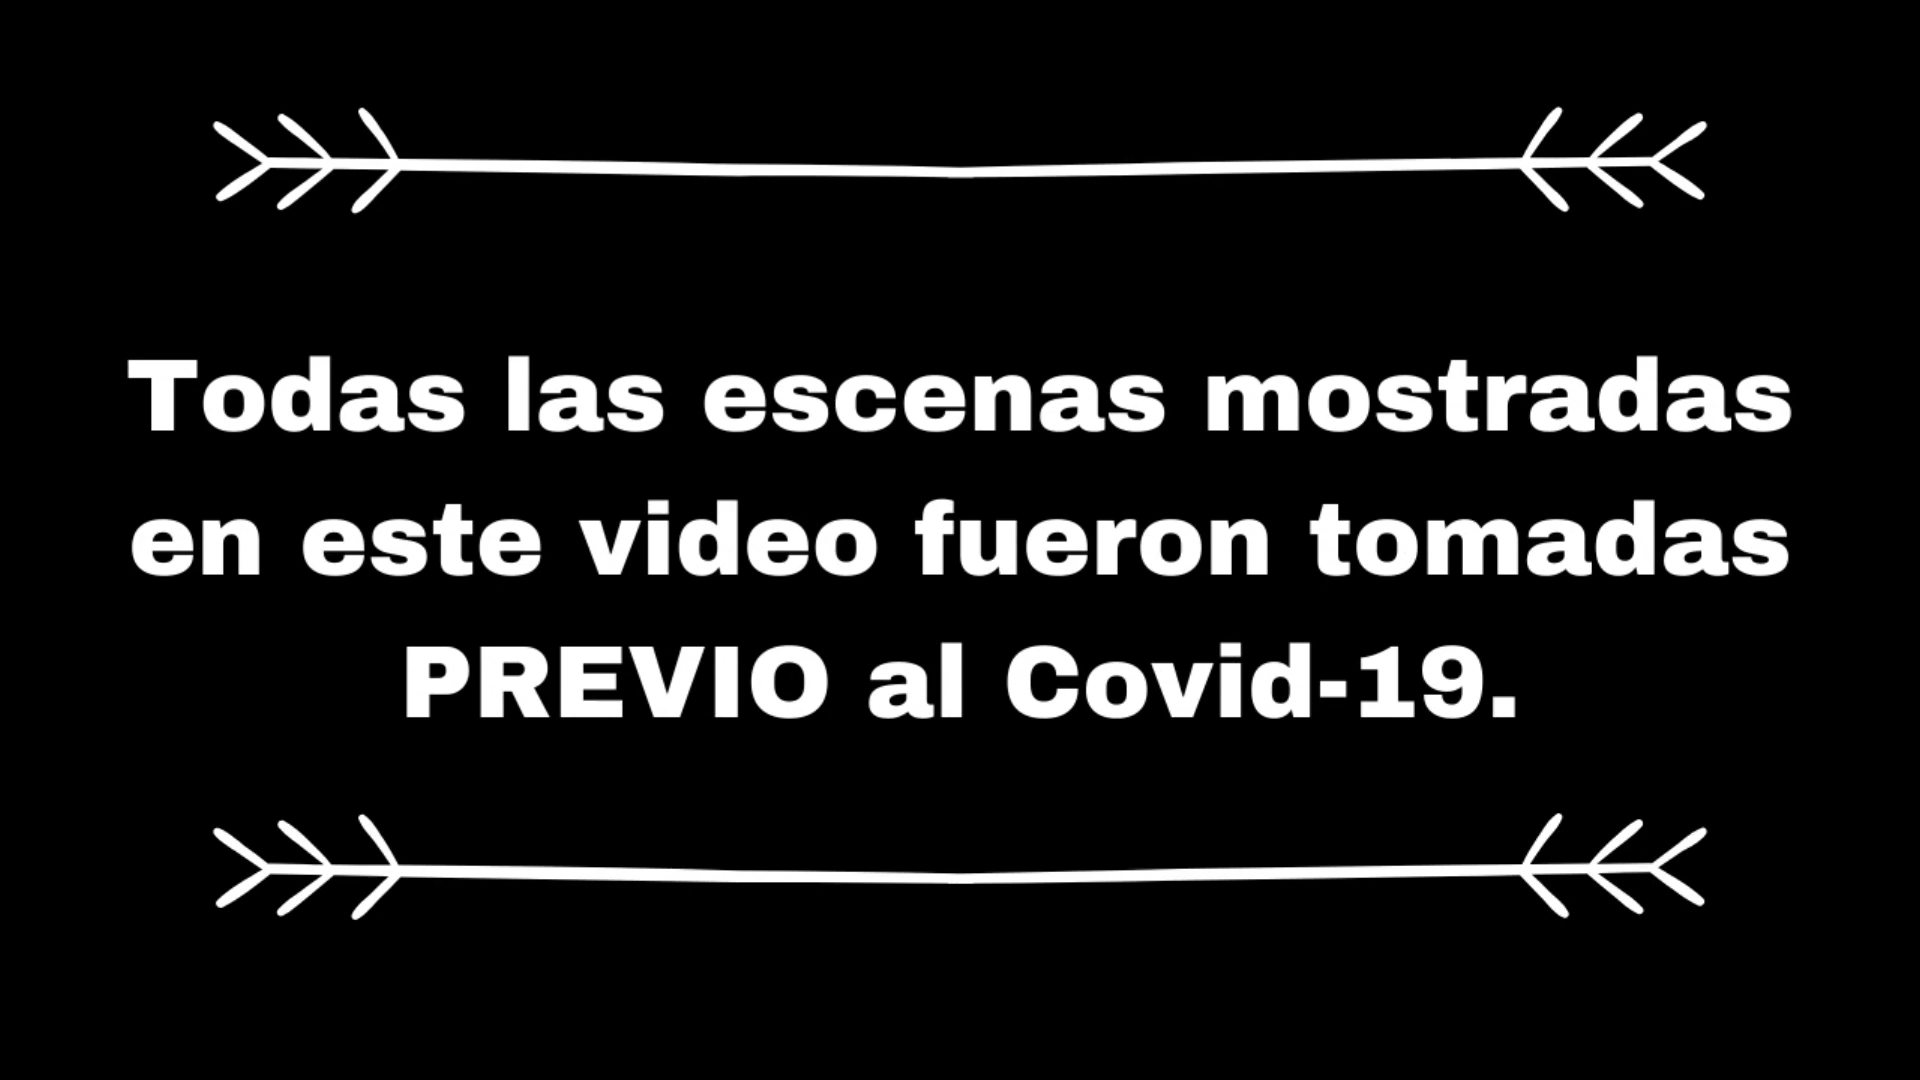 Todas las escenas mostradas
en este video fueron tomadas
PREVIO al Covid-19.